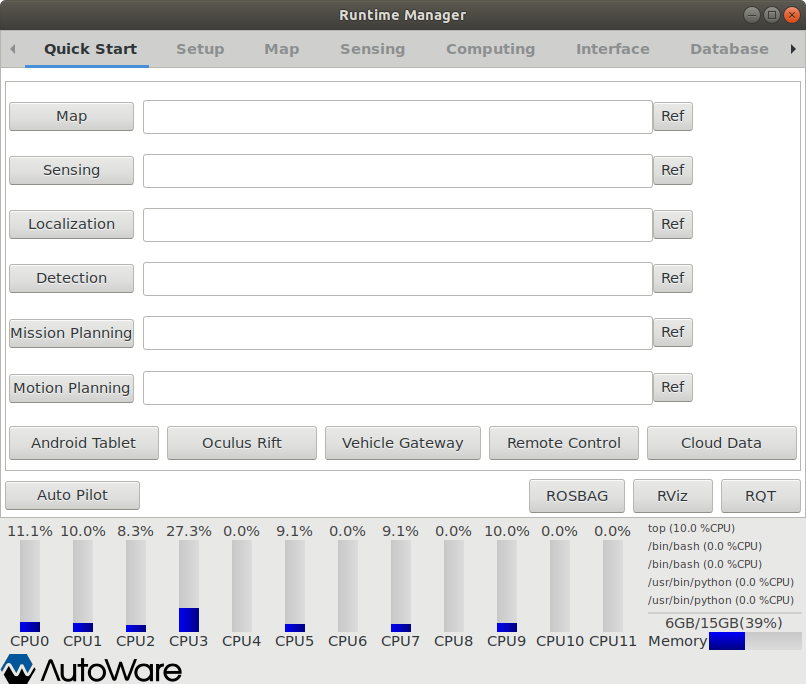 Runtime Manager
Quick Start Setup Map Sensing Computing Interface Database
Map Ref
Sensing Ref
Localization Ref
Detection Ref
Mission Planning Ref
Motion Planning Ref
Android Tablet Oculus Rift Vehicle Gateway Remote Control Cloud Data
Auto Pilot ROSBAG RViz RQT
11.1% 10.0% 8.3% 27.3% 0.0% 9.1% 0.0% 9.1% 0.0% 10.0% 0.0% 0.0%
CPU0 CPU1 CPU2 CPU3 CPU4 CPU5 CPU6 CPU7 CPU8 CPU9 CPU10 CPU11
top (10.0 %CPU)
/bin/bash (0.0 %CPU)
/bin/bash (0.0 %CPU)
/usr/bin/python (0.0 %CPU)
/usr/bin/python (0.0 %CPU)
6GB/15GB(39%)
Memory
AutoWare